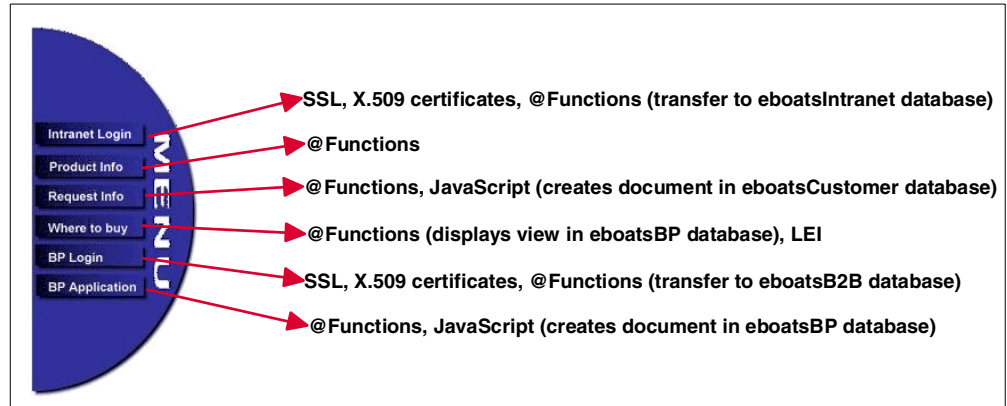 Intranet Login
Product Info
Request Info
Where to buy
BP Login
BP Application
MENU
SSL, X.509 certificates, @Functions (transfer to eboatsIntranet database)
@Functions
@Functions, JavaScript (creates document in eboatsCustomer database)
@Functions (displays view in eboatsBP database), LEI
SSL, X.509 certificates, @Functions (transfer to eboatsB2B database)
@Functions, JavaScript (creates document in eboatsBP database)